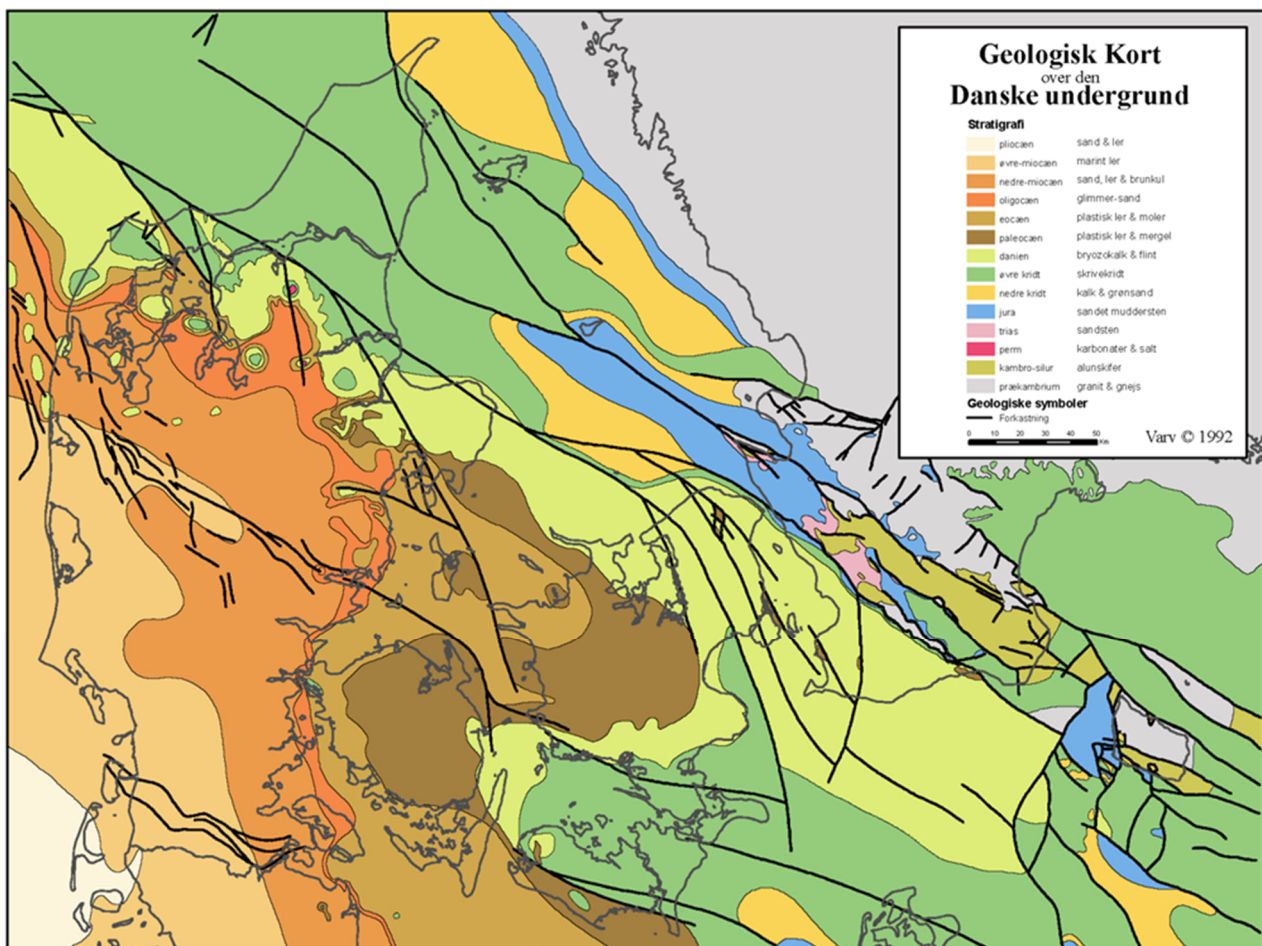 Geologisk Kort
over den
Danske undergrund
Stratigrafi
pliocæn sand & ler
øvre-miocæn marint ler
nedre-miocæn sand, ler & brunkul
oligocæn glimmer-sand
eocæn plastisk ler & moler
paleocæn plastisk ler & mergel
danien bryozokalk & flint
øvre kridt skrivekridt
nedre kridt kalk & grønsand
jura sandet muddersten
trias sandsten
perm karbonater & salt
kambro-silur alunskifer
prækambrium granit & gnejs
Geologiske symboler
Forkastning
0 10 20 30 40 50
Km
Varv © 1992